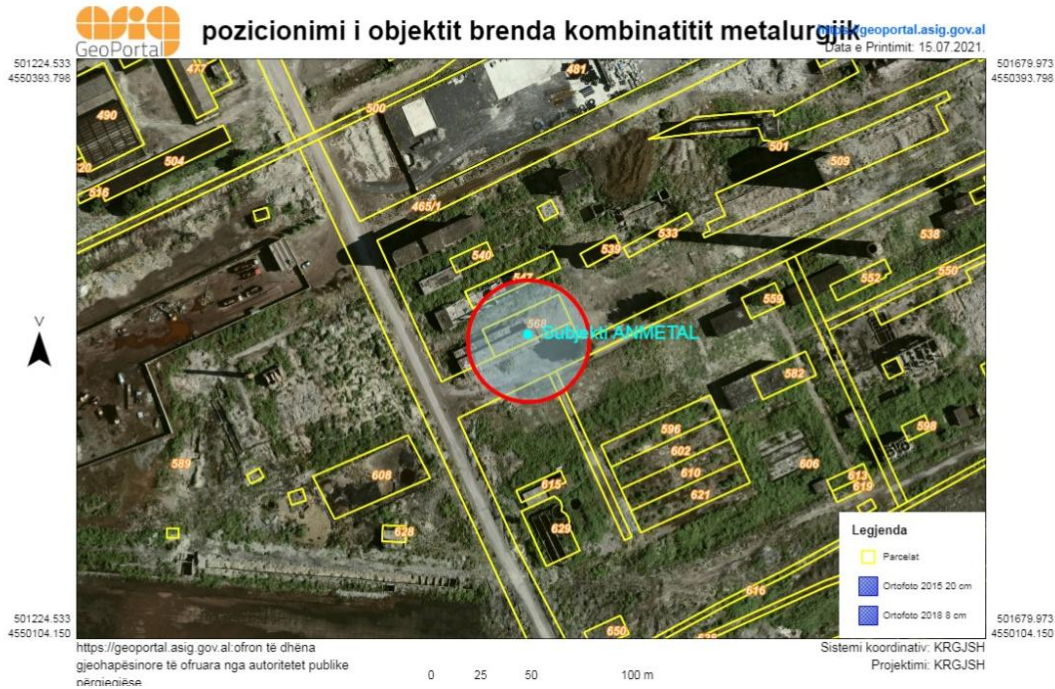 asig
GeoPortal
pozicionimi i objektit brenda kombinatitit metalurgjik
https://geoportal.asig.gov.al
Data e Printimit: 15.07.2021.
501224.533
4550393.798
501679.973
4550393.798
477
481
490
500
501
504
509
520
516
465/1
533
538
539
540
547
550
552
559
568
Subjekti ANMETAL
582
589
596
598
602
606
608
610
613
619
615
621
629
628
616
650
638
Legjenda
Parcelat
Ortofoto 2015 20 cm
Ortofoto 2018 8 cm
501224.533
4550104.150
501679.973
4550104.150
https://geoportal.asig.gov.al:ofron të dhëna
gjeohapësinore të ofruara nga autoritetet publike
përgjegjëse
0 25 50 100 m
Sistemi koordinativ: KRGJSH
Projektimi: KRGJSH